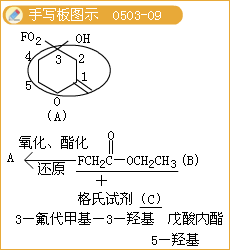 手写板图示 0503-09
FO₂ OH
4 3 2
5 1
O
(A)
氧化、酯化
O
A ← FCH₂C OCH₂CH₃ (B)
还原
+
格氏试剂 (C)
3—氟代甲基—3—羟基 戊酸内酯
5—羟基